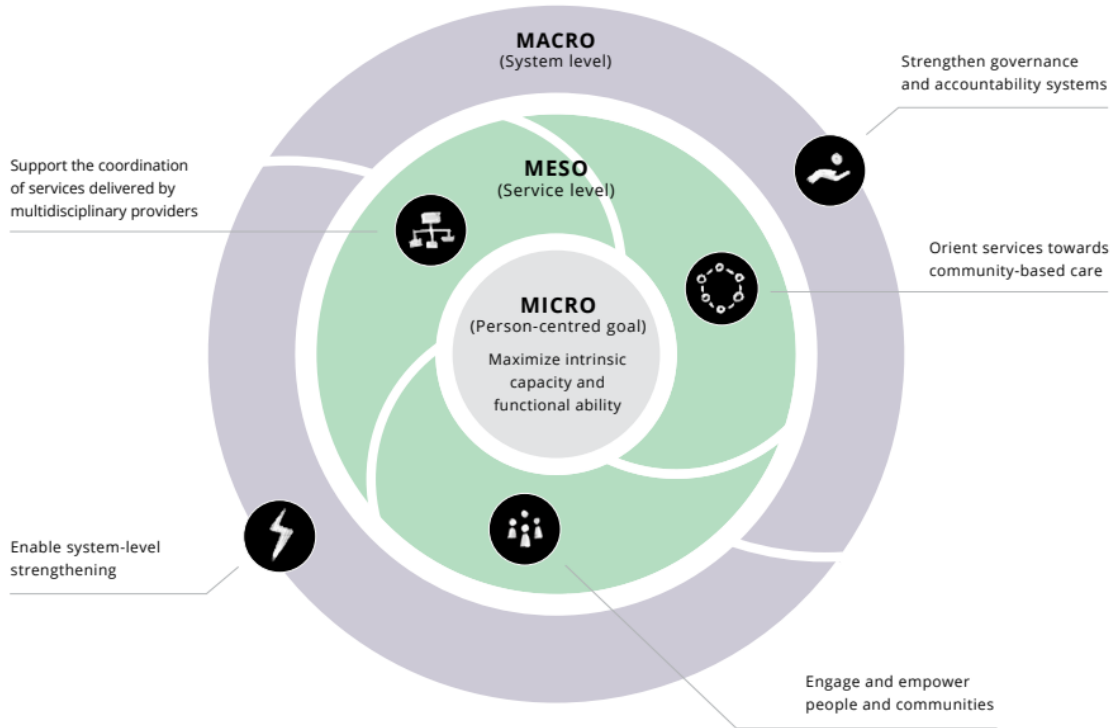 MACRO
(System level)
Strengthen governance
and accountability systems
Support the coordination
of services delivered by
multidisciplinary providers
MESO
(Service level)
Orient services towards
community-based care
MICRO
(Person-centred goal)
Maximize intrinsic
capacity and
functional ability
Enable system-level
strengthening
Engage and empower
people and communities